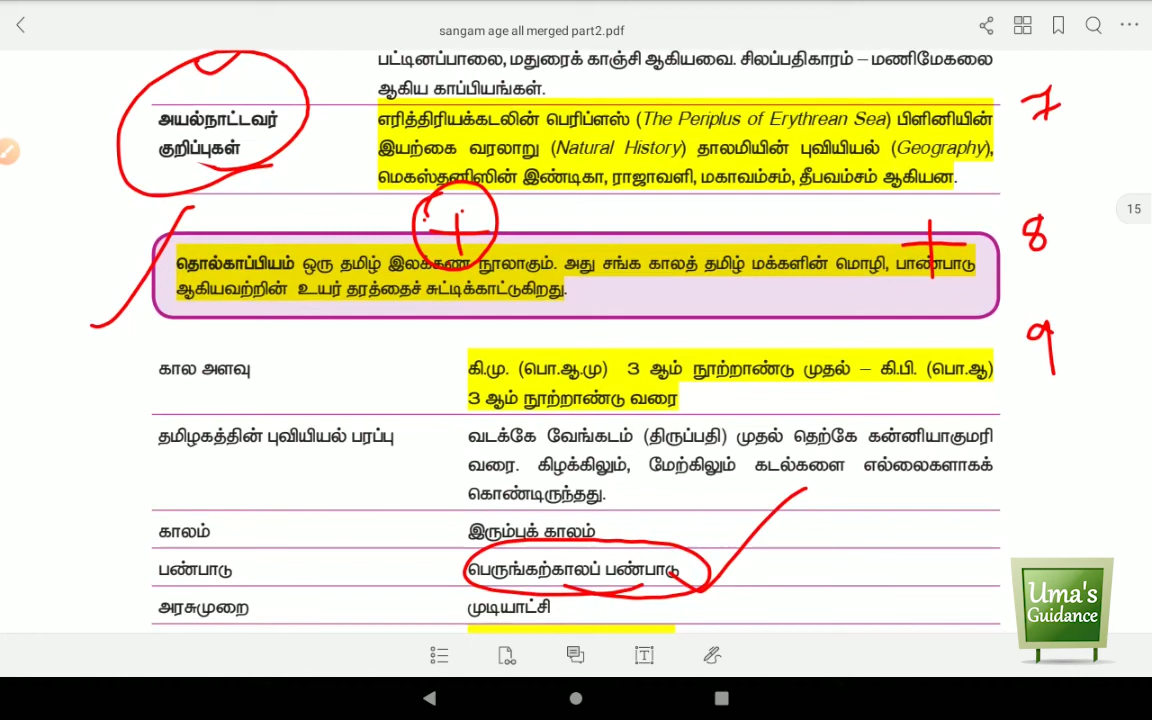 sangam age all merged part2.pdf
பட்டினப்பாலை, மதுரைக் காஞ்சி ஆகியவை. சிலப்பதிகாரம் – மணிமேகலை
ஆகிய காப்பியங்கள்.
அயல்நாட்டவர்
குறிப்புகள்
எரித்திரியக்கடலின் பெரிப்ளஸ் (The Periplus of Erythrean Sea) பிளினியின்
இயற்கை வரலாறு (Natural History) தாலமியின் புவியியல் (Geography),
மெகஸ்தனிஸின் இண்டிகா, ராஜாவளி, மகாவம்சம், தீபவம்சம் ஆகியன.
7
15
8
தொல்காப்பியம் ஒரு தமிழ் இலக்கண நூலாகும். அது சங்க காலத் தமிழ் மக்களின் மொழி, பாண்பாடு
ஆகியவற்றின் உயர் தரத்தைச் சுட்டிக்காட்டுகிறது.
9
கால அளவு
கி.மு. (பொ.ஆ.மு) 3 ஆம் நூற்றாண்டு முதல் – கி.பி. (பொ.ஆ)
3 ஆம் நூற்றாண்டு வரை
தமிழகத்தின் புவியியல் பரப்பு
வடக்கே வேங்கடம் (திருப்பதி) முதல் தெற்கே கன்னியாகுமரி
வரை. கிழக்கிலும், மேற்கிலும் கடல்களை எல்லைகளாகக்
கொண்டிருந்தது.
காலம்
இரும்புக் காலம்
பண்பாடு
பெருங்கற்காலப் பண்பாடு
அரசுமுறை
முடியாட்சி
Uma's
Guidance